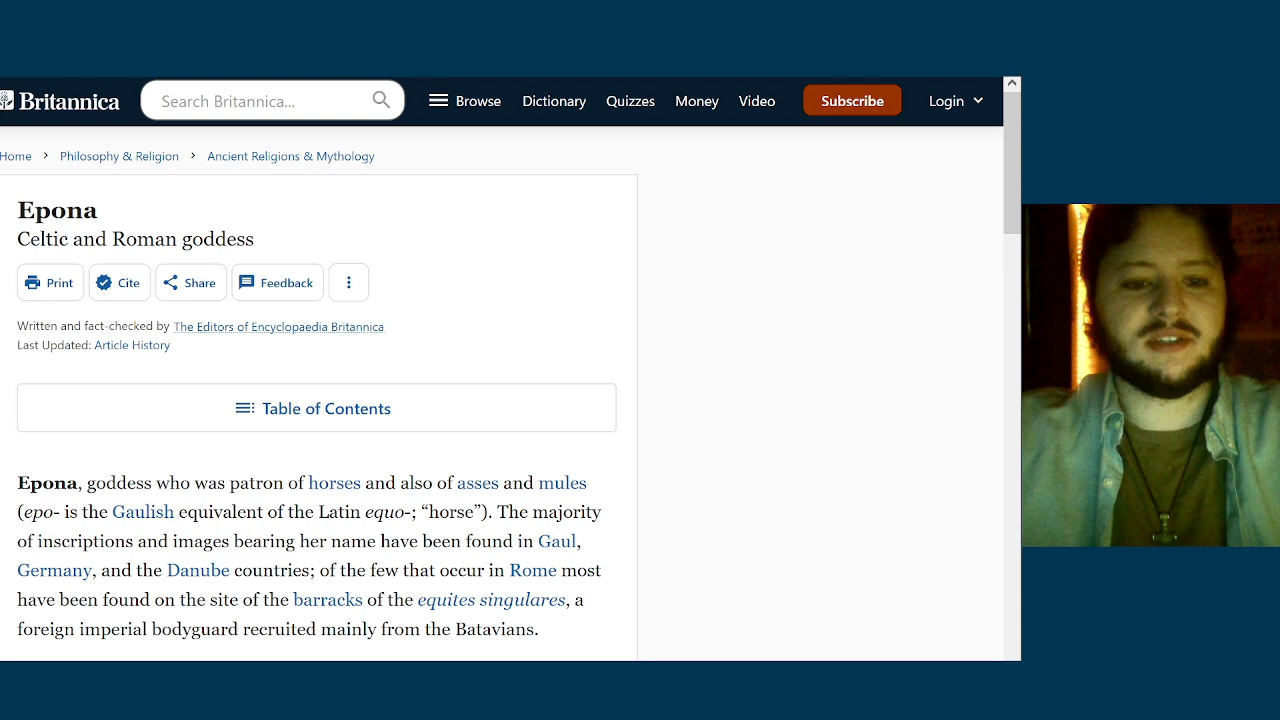 Britannica
Search Britannica...
Browse
Dictionary
Quizzes
Money
Video
Subscribe
Login
Home > Philosophy & Religion > Ancient Religions & Mythology
Epona
Celtic and Roman goddess
Print
Cite
Share
Feedback
Written and fact-checked by The Editors of Encyclopaedia Britannica
Last Updated: Article History
Table of Contents
Epona, goddess who was patron of horses and also of asses and mules
(epo- is the Gaulish equivalent of the Latin equo-; “horse”). The majority
of inscriptions and images bearing her name have been found in Gaul,
Germany, and the Danube countries; of the few that occur in Rome most
have been found on the site of the barracks of the equites singulares, a
foreign imperial bodyguard recruited mainly from the Batavians.